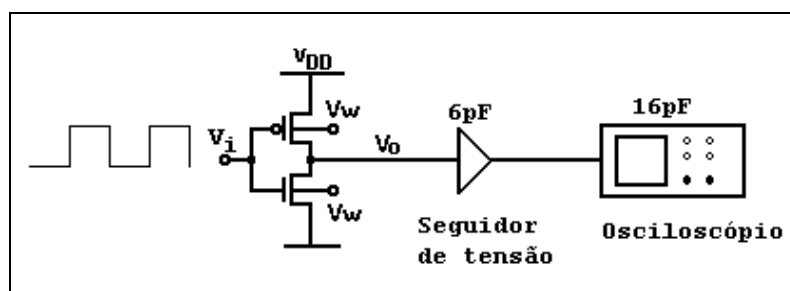 VDD
Vw
6pF
16pF
Vi
Vo
Vw
Seguidor
de tensão
Osciloscópio